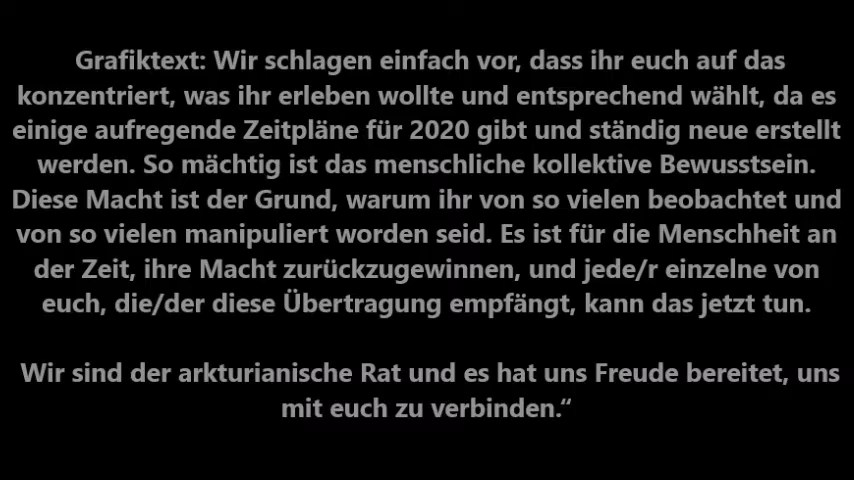 Grafiktext: Wir schlagen einfach vor, dass ihr euch auf das
konzentriert, was ihr erleben wollte und entsprechend wählt, da es
einige aufregende Zeitpläne für 2020 gibt und ständig neue erstellt
werden. So mächtig ist das menschliche kollektive Bewusstsein.
Diese Macht ist der Grund, warum ihr von so vielen beobachtet und
von so vielen manipuliert worden seid. Es ist für die Menschheit an
der Zeit, ihre Macht zurückzugewinnen, und jede/r einzelne von
euch, die/der diese Übertragung empfängt, kann das jetzt tun.
Wir sind der arkturianische Rat und es hat uns Freude bereitet, uns
mit euch zu verbinden.“